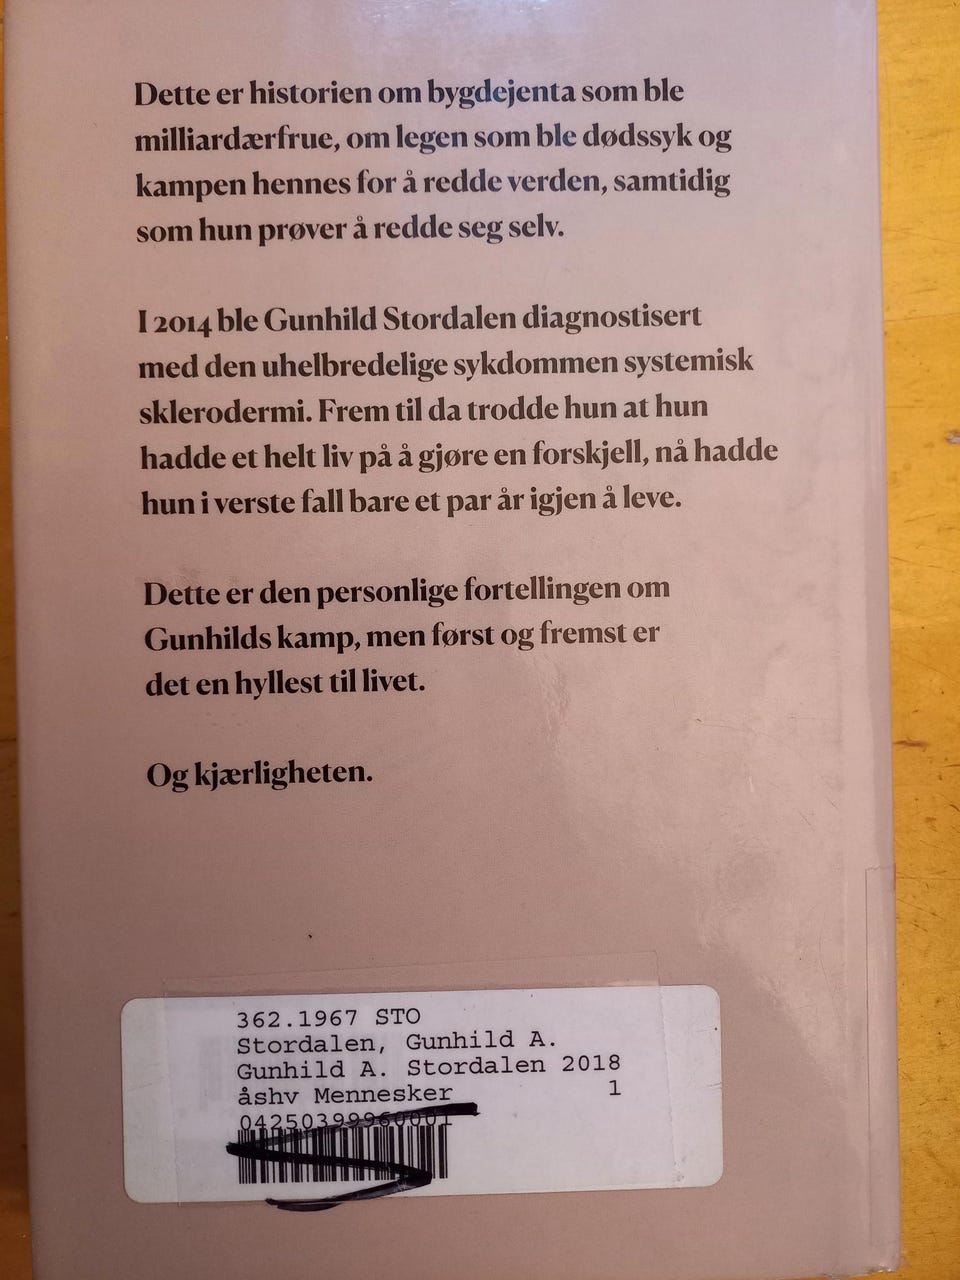 Dette er historien om bygdejenta som ble
milliardærfrue, om legen som ble dødssyk og
kampen hennes for å redde verden, samtidig
som hun prøver å redde seg selv.
I 2014 ble Gunhild Stordalen diagnostisert
med den uhelbredelige sykdommen systemisk
sklerodermi. Frem til da trodde hun at hun
hadde et helt liv på å gjøre en forskjell, nå hadde
hun i verste fall bare et par år igjen å leve.
Dette er den personlige fortellingen om
Gunhilds kamp, men først og fremst er
det en hyllest til livet.
Og kjærligheten.
362.1967 STO
Stordalen, Gunhild A.
Gunhild A. Stordalen 2018
åshv Mennesker 1
04250399960001